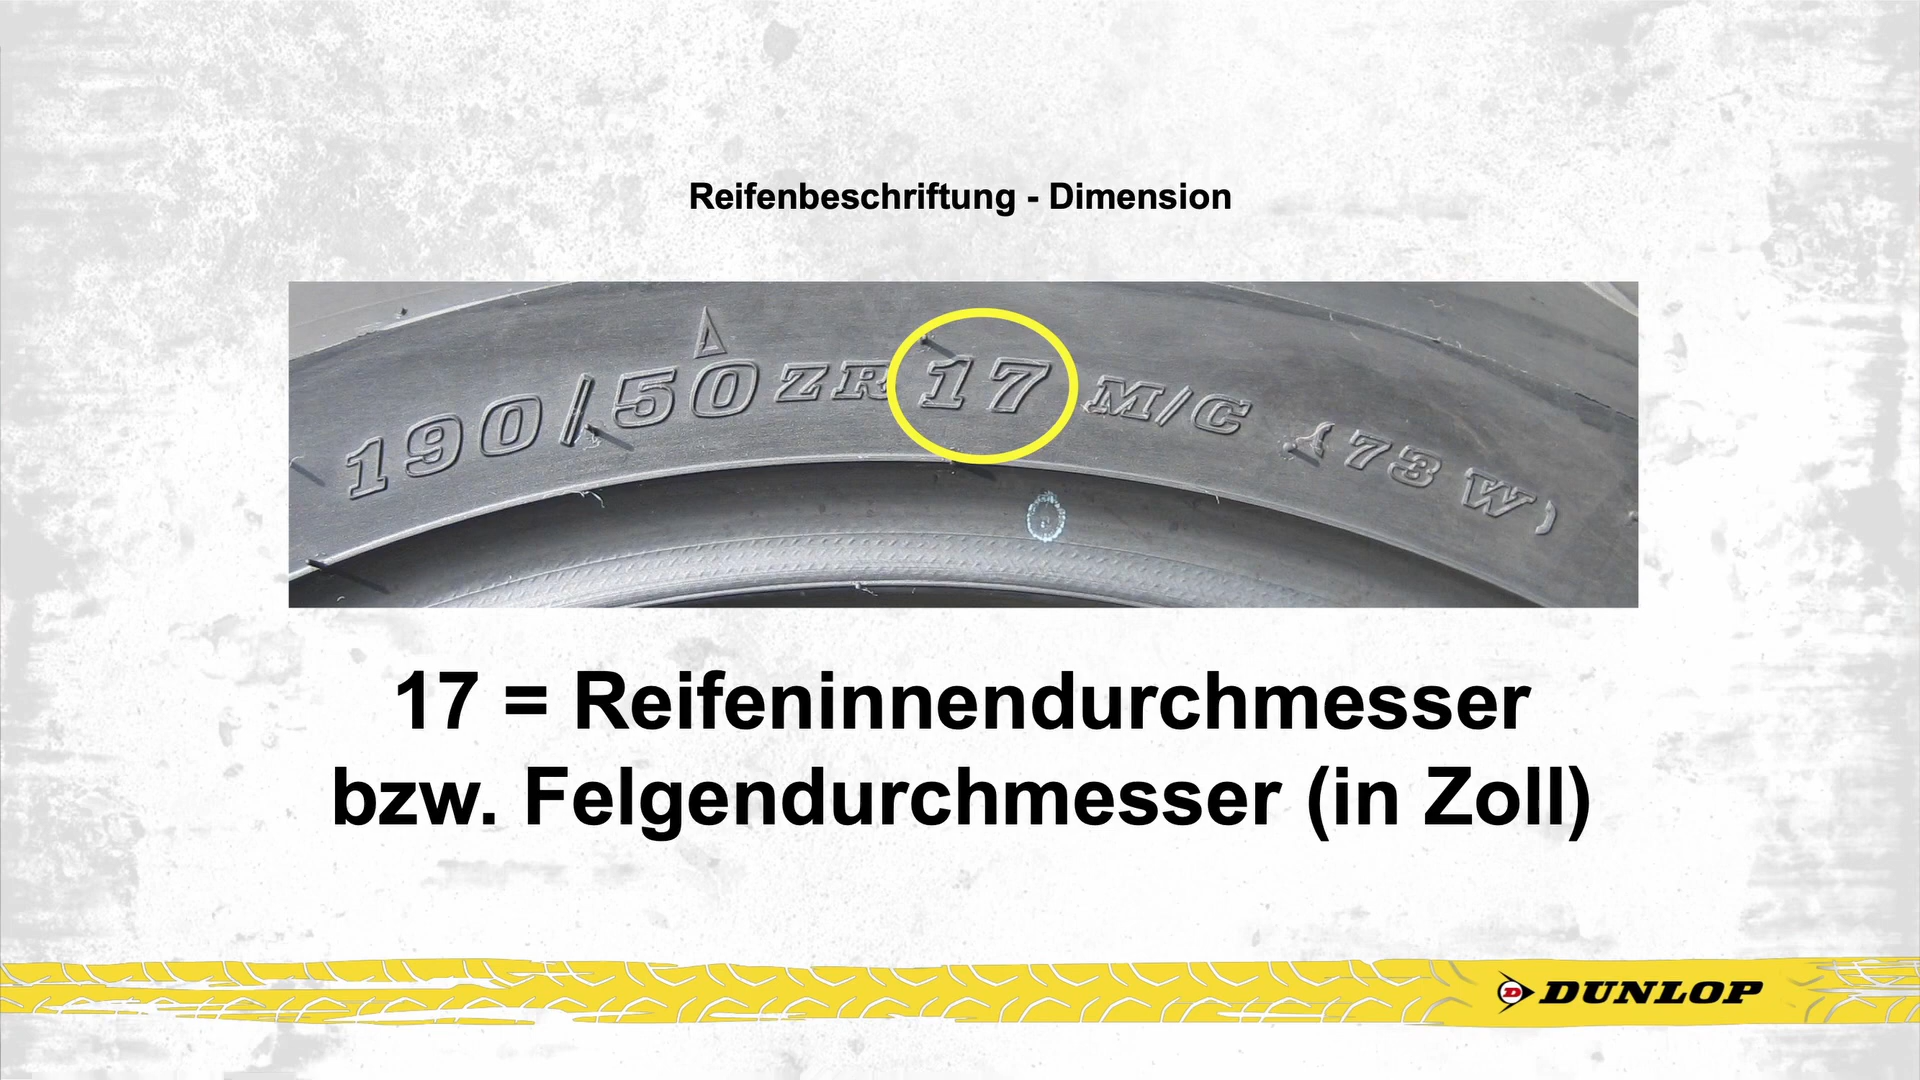 Reifenbeschriftung - Dimension
190/50 ZR 17 M/C (73 W)
17 = Reifeninnendurchmesser
bzw. Felgendurchmesser (in Zoll)
D DUNLOP